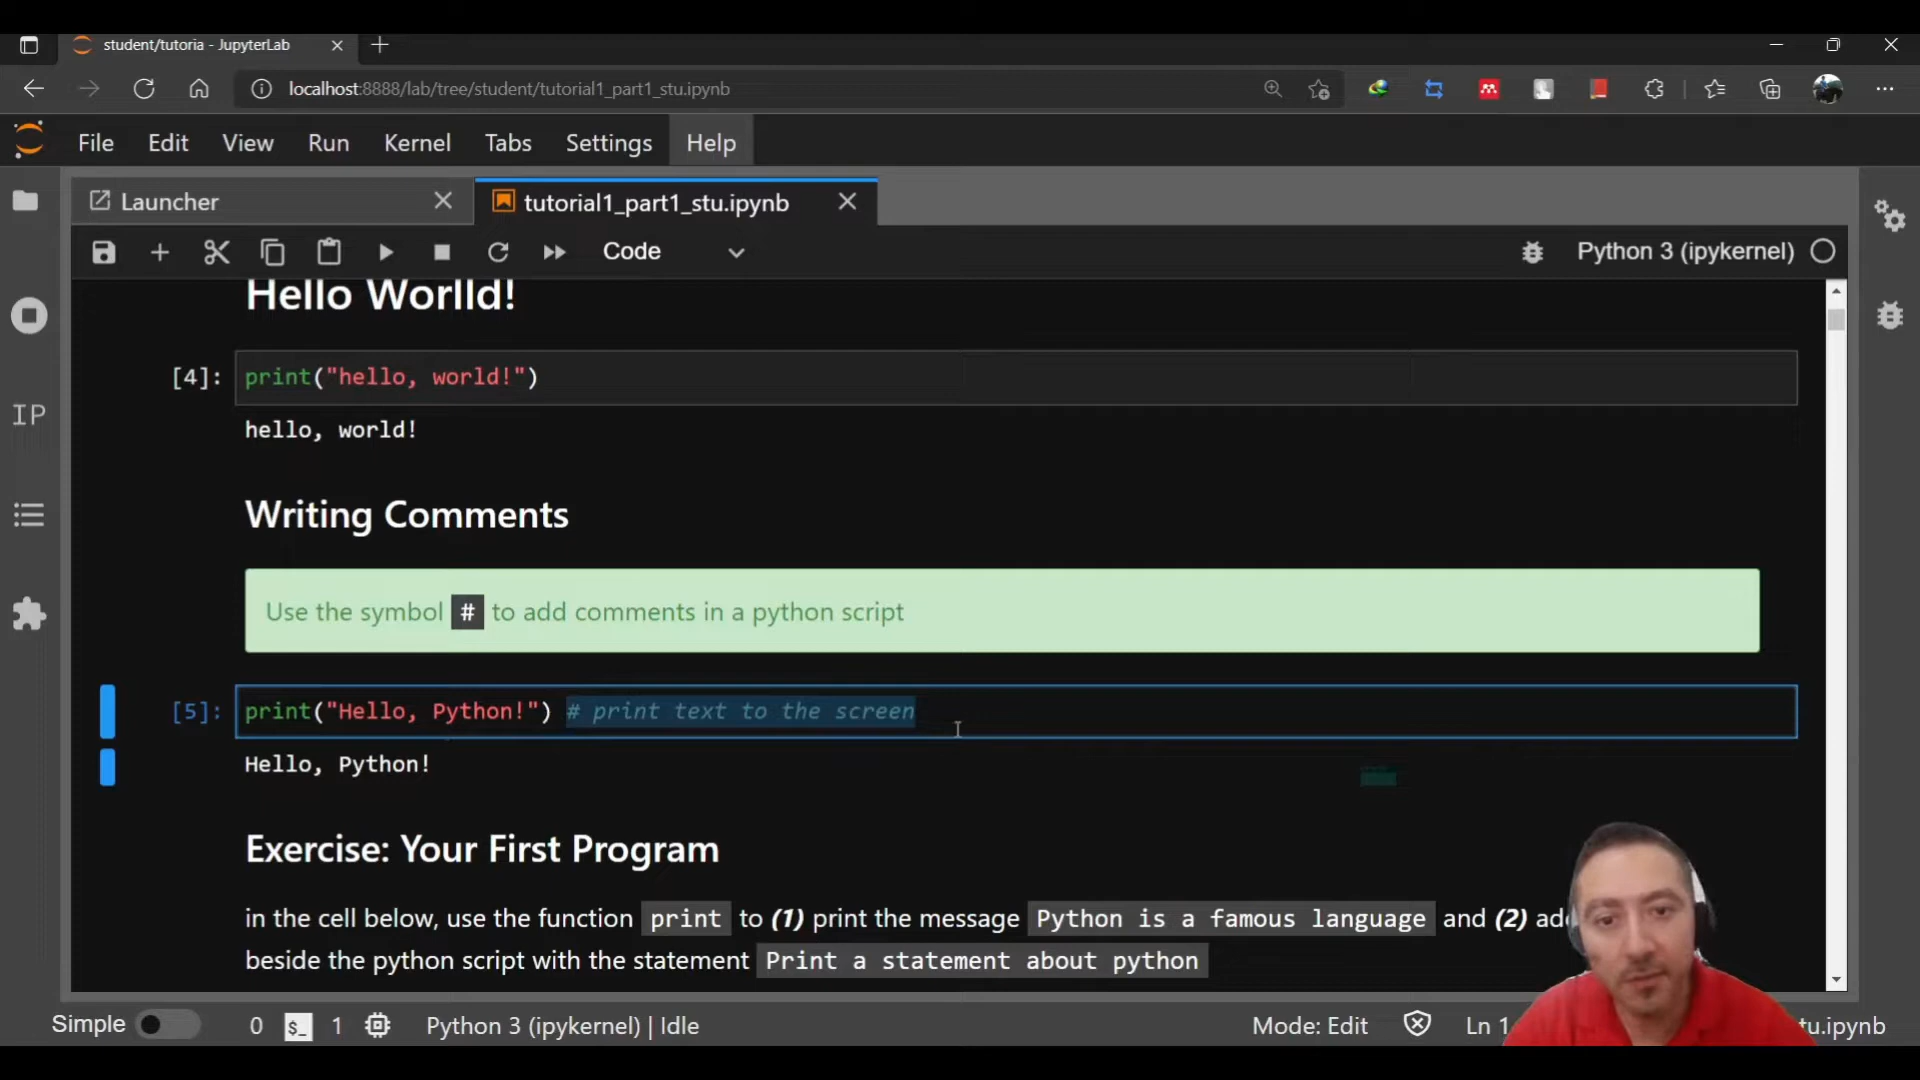 student/tutoria - JupyterLab
localhost:8888/lab/tree/student/tutorial1_part1_stu.ipynb
File Edit View Run Kernel Tabs Settings Help
Launcher tutorial1_part1_stu.ipynb
Code Python 3 (ipykernel)
Hello Worlld!
[4]: print("hello, world!")
hello, world!
Writing Comments
Use the symbol # to add comments in a python script
IP
[5]: print("Hello, Python!") # print text to the screen
Hello, Python!
Exercise: Your First Program
in the cell below, use the function print to (1) print the message Python is a famous language and (2)
beside the python script with the statement Print a statement about python
Simple 0 $_ 1 Python 3 (ipykernel) | Idle Mode: Edit Ln 1 tu.ipynb